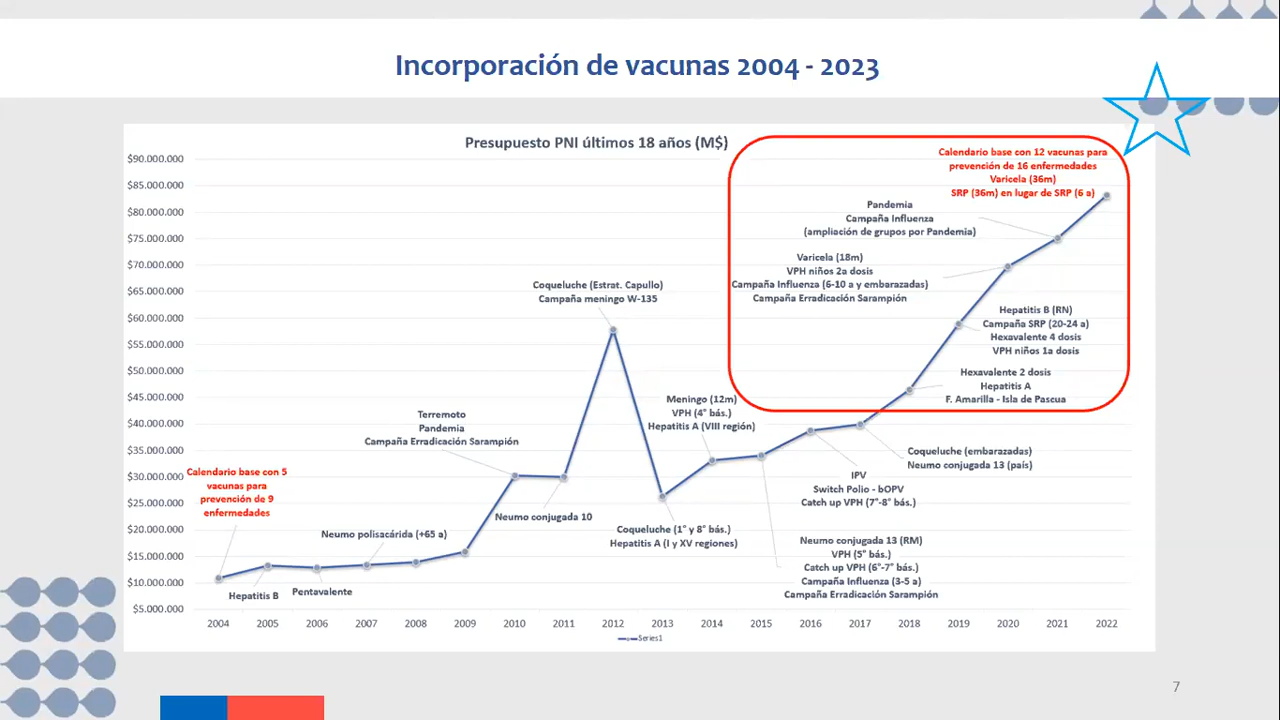 Incorporación de vacunas 2004 - 2023
Presupuesto PNI últimos 18 años (M$)
$90.000.000
$85.000.000
$80.000.000
$75.000.000
$70.000.000
$65.000.000
$60.000.000
$55.000.000
$50.000.000
$45.000.000
$40.000.000
$35.000.000
$30.000.000
$25.000.000
$20.000.000
$15.000.000
$10.000.000
$5.000.000
Calendario base con 5
vacunas para
prevención de 9
enfermedades
Hepatitis B
Pentavalente
Neumo polisacárida (+65 a)
Terremoto
Pandemia
Campaña Erradicación Sarampión
Neumo conjugada 10
Coqueluche (Estrat. Capullo)
Campaña meningo W-135
Coqueluche (1° y 8° bás.)
Hepatitis A (I y XV regiones)
Meningo (12m)
VPH (4° bás.)
Hepatitis A (VIII región)
Neumo conjugada 13 (RM)
VPH (5° bás.)
Catch up VPH (6°-7° bás.)
Campaña Influenza (3-5 a)
Campaña Erradicación Sarampión
IPV
Switch Polio - bOPV
Catch up VPH (7°-8° bás.)
Coqueluche (embarazadas)
Neumo conjugada 13 (país)
Hexavalente 2 dosis
Hepatitis A
F. Amarilla - Isla de Pascua
Hepatitis B (RN)
Campaña SRP (20-24 a)
Hexavalente 4 dosis
VPH niños 1a dosis
Varicela (18m)
VPH niños 2a dosis
Campaña Influenza (6-10 a y embarazadas)
Campaña Erradicación Sarampión
Pandemia
Campaña Influenza
(ampliación de grupos por Pandemia)
Calendario base con 12 vacunas para
prevención de 16 enfermedades
Varicela (36m)
SRP (36m) en lugar de SRP (6 a)
2004 2005 2006 2007 2008 2009 2010 2011 2012 2013 2014 2015 2016 2017 2018 2019 2020 2021 2022
Series1
7